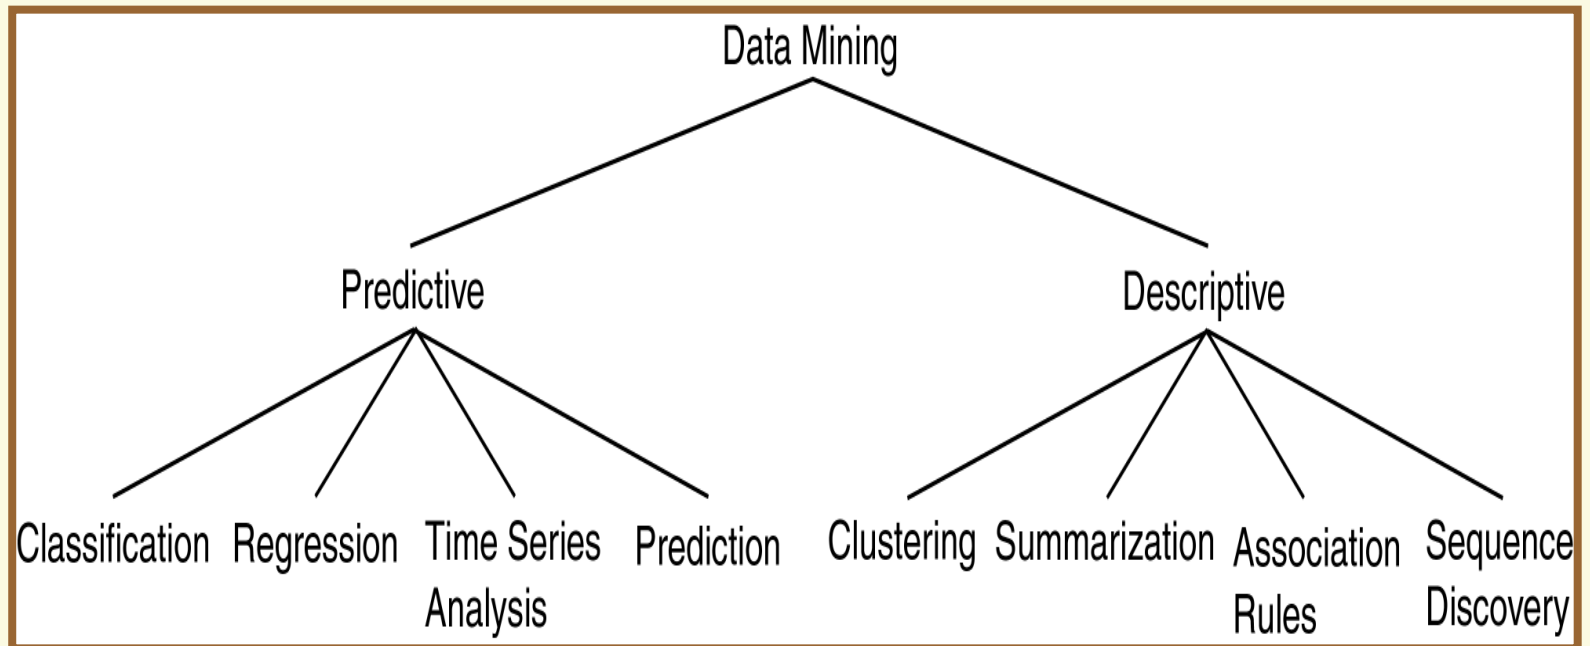 Data Mining
Predictive
Descriptive
Classification
Regression
Time Series
Analysis
Prediction
Clustering
Summarization
Association
Rules
Sequence
Discovery